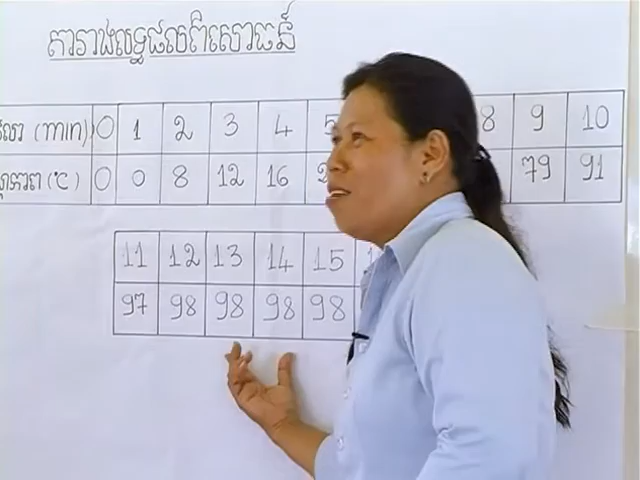 តារាងលទ្ធផលពិសោធន៍
(min) 0 1 2 3 4 5 8 9 10
(°C) 0 0 8 12 16 79 91
11 12 13 14 15
97 98 98 98 98